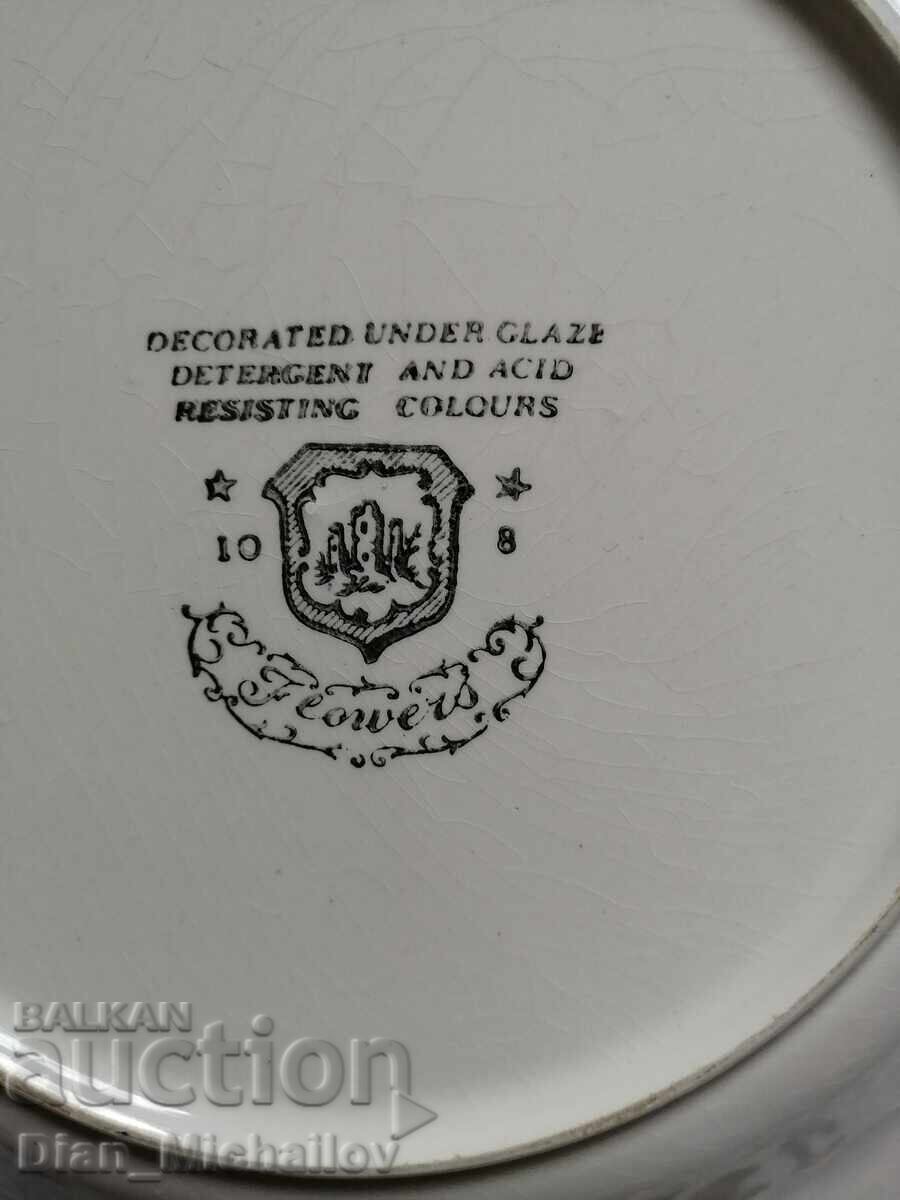 DECORATED UNDER GLAZE
DETERGENT AND ACID
RESISTING COLOURS
10 8
Flowers
BALKAN
auction
Dian_Michailov